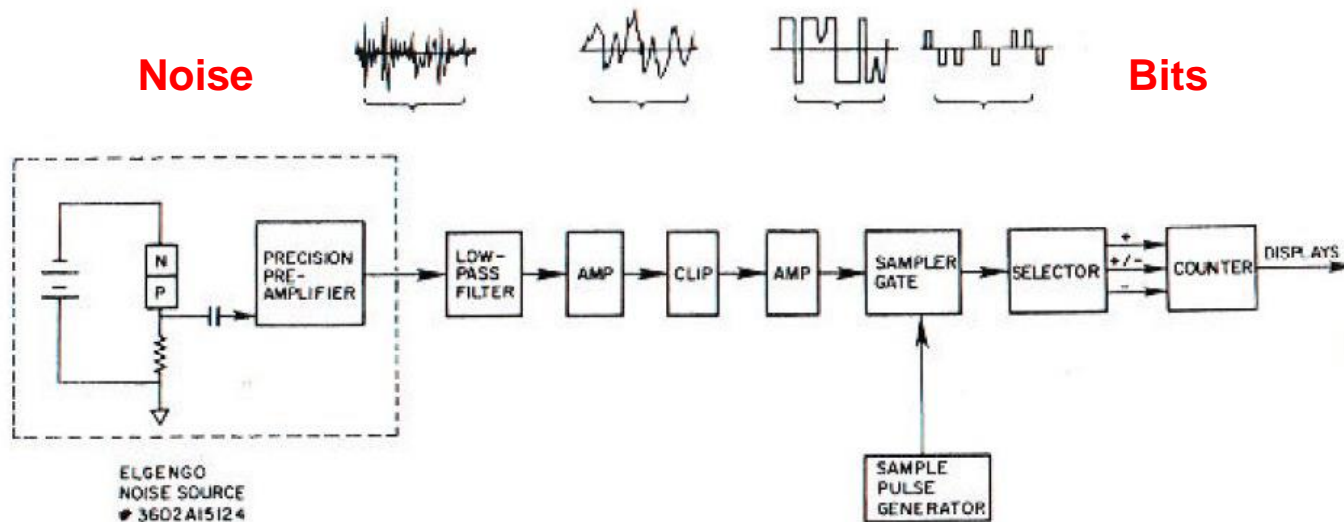 Noise
Bits
N
P
PRECISION
PRE-
AMPLIFIER
LOW-
PASS
FILTER
AMP
CLIP
AMP
SAMPLER
GATE
SELECTOR
+
+/-
-
COUNTER
DISPLAYS
ELGENGO
NOISE SOURCE
# 3602A15124
SAMPLE
PULSE
GENERATOR